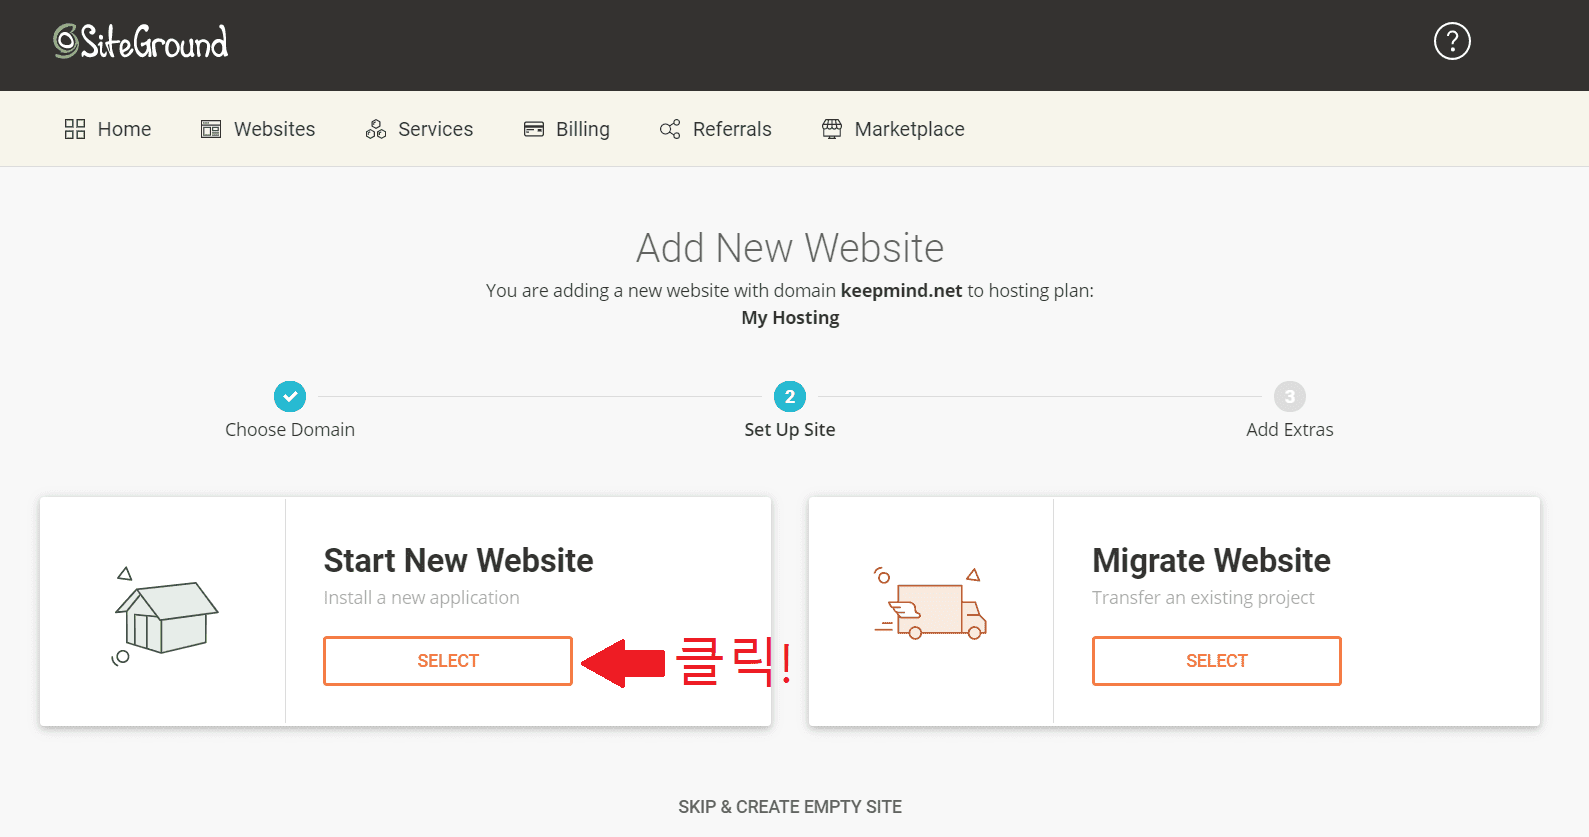 SiteGround
?
Home Websites Services Billing Referrals Marketplace
Add New Website
You are adding a new website with domain keepmind.net to hosting plan:
My Hosting
2 3
Choose Domain Set Up Site Add Extras
Start New Website
Install a new application
SELECT 클릭!
Migrate Website
Transfer an existing project
SELECT
SKIP & CREATE EMPTY SITE